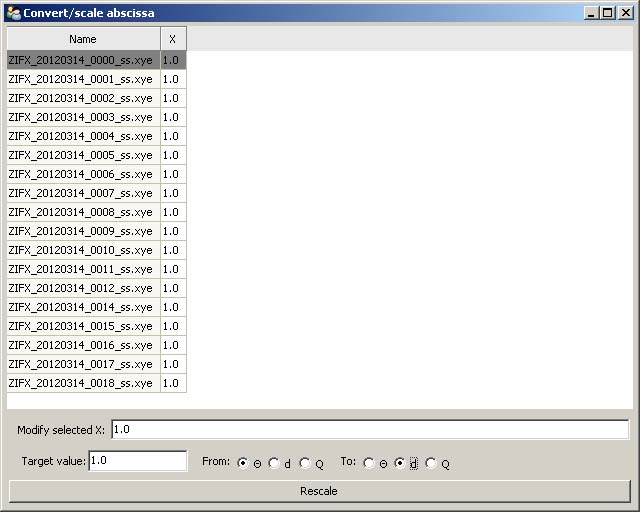 Convert/scale abscissa
Name X
ZIFX_20120314_0000_ss.xye 1.0
ZIFX_20120314_0001_ss.xye 1.0
ZIFX_20120314_0002_ss.xye 1.0
ZIFX_20120314_0003_ss.xye 1.0
ZIFX_20120314_0004_ss.xye 1.0
ZIFX_20120314_0005_ss.xye 1.0
ZIFX_20120314_0006_ss.xye 1.0
ZIFX_20120314_0007_ss.xye 1.0
ZIFX_20120314_0008_ss.xye 1.0
ZIFX_20120314_0009_ss.xye 1.0
ZIFX_20120314_0010_ss.xye 1.0
ZIFX_20120314_0011_ss.xye 1.0
ZIFX_20120314_0012_ss.xye 1.0
ZIFX_20120314_0014_ss.xye 1.0
ZIFX_20120314_0015_ss.xye 1.0
ZIFX_20120314_0016_ss.xye 1.0
ZIFX_20120314_0017_ss.xye 1.0
ZIFX_20120314_0018_ss.xye 1.0
Modify selected X: 1.0
Target value: 1.0 From: Θ d Q To: Θ d Q
Rescale